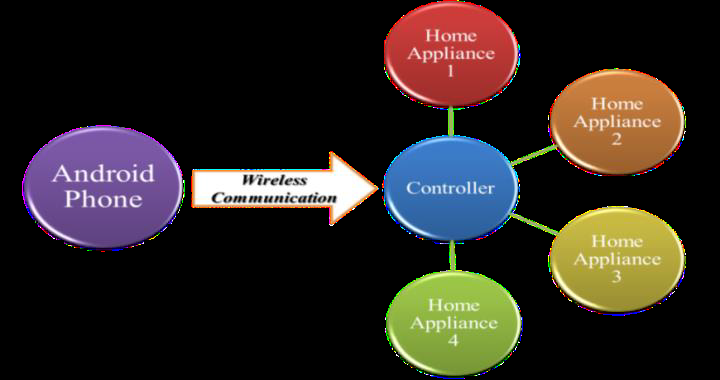 Home
Appliance
1
Home
Appliance
2
Android
Phone
Wireless
Communication
Controller
Home
Appliance
3
Home
Appliance
4